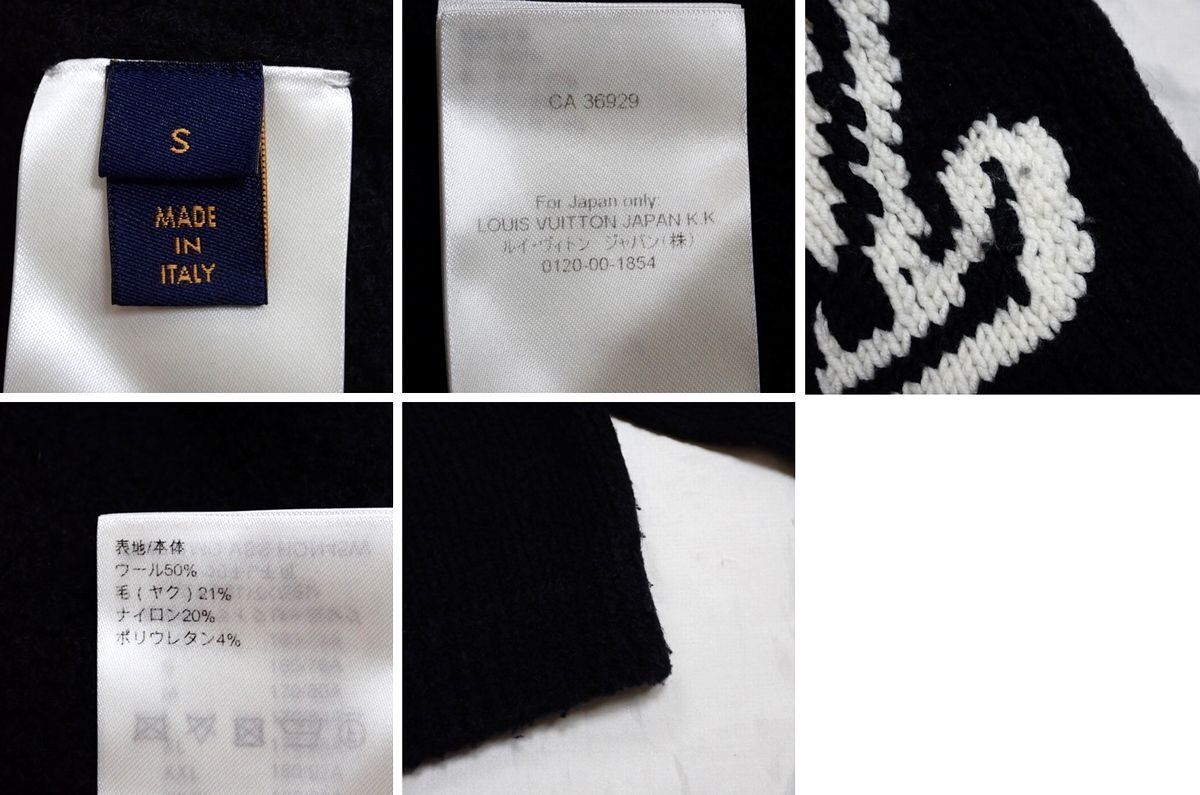 S
MADE
IN
ITALY
CA 36929
For Japan only:
LOUIS VUITTON JAPAN K.K
ルイ・ヴィトン ジャパン(株)
0120-00-1854
表地/本体
ウール50%
毛(ヤク)21%
ナイロン20%
ポリウレタン4%